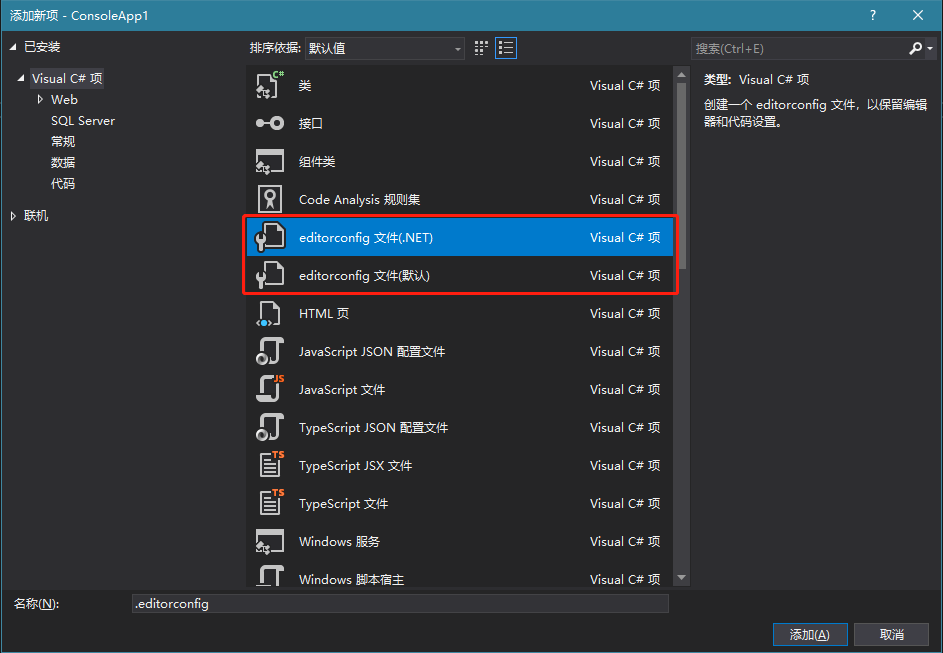 添加新项 - ConsoleApp1
?
已安装
Visual C# 项
Web
SQL Server
常规
数据
代码
联机
排序依据: 默认值
C#
类 Visual C# 项
接口 Visual C# 项
组件类 Visual C# 项
Code Analysis 规则集 Visual C# 项
editorconfig 文件(.NET) Visual C# 项
editorconfig 文件(默认) Visual C# 项
HTML 页 Visual C# 项
JavaScript JSON 配置文件 Visual C# 项
JS
JavaScript 文件 Visual C# 项
TypeScript JSON 配置文件 Visual C# 项
TS
TypeScript JSX 文件 Visual C# 项
TS
TypeScript 文件 Visual C# 项
Windows 服务 Visual C# 项
Windows 脚本宿主 Visual C# 项
搜索(Ctrl+E)
类型: Visual C# 项
创建一个 editorconfig 文件，以保留编辑
器和代码设置。
名称(N): .editorconfig
添加(A) 取消